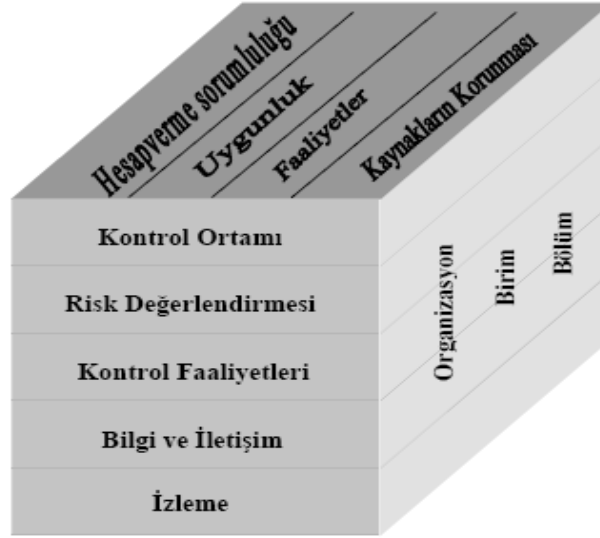 Hesapverme sorumluluğu
Uygunluk
Faaliyetler
Kaynakların Korunması
Kontrol Ortamı
Risk Değerlendirmesi
Kontrol Faaliyetleri
Bilgi ve İletişim
İzleme
Organizasyon
Birim
Bölüm